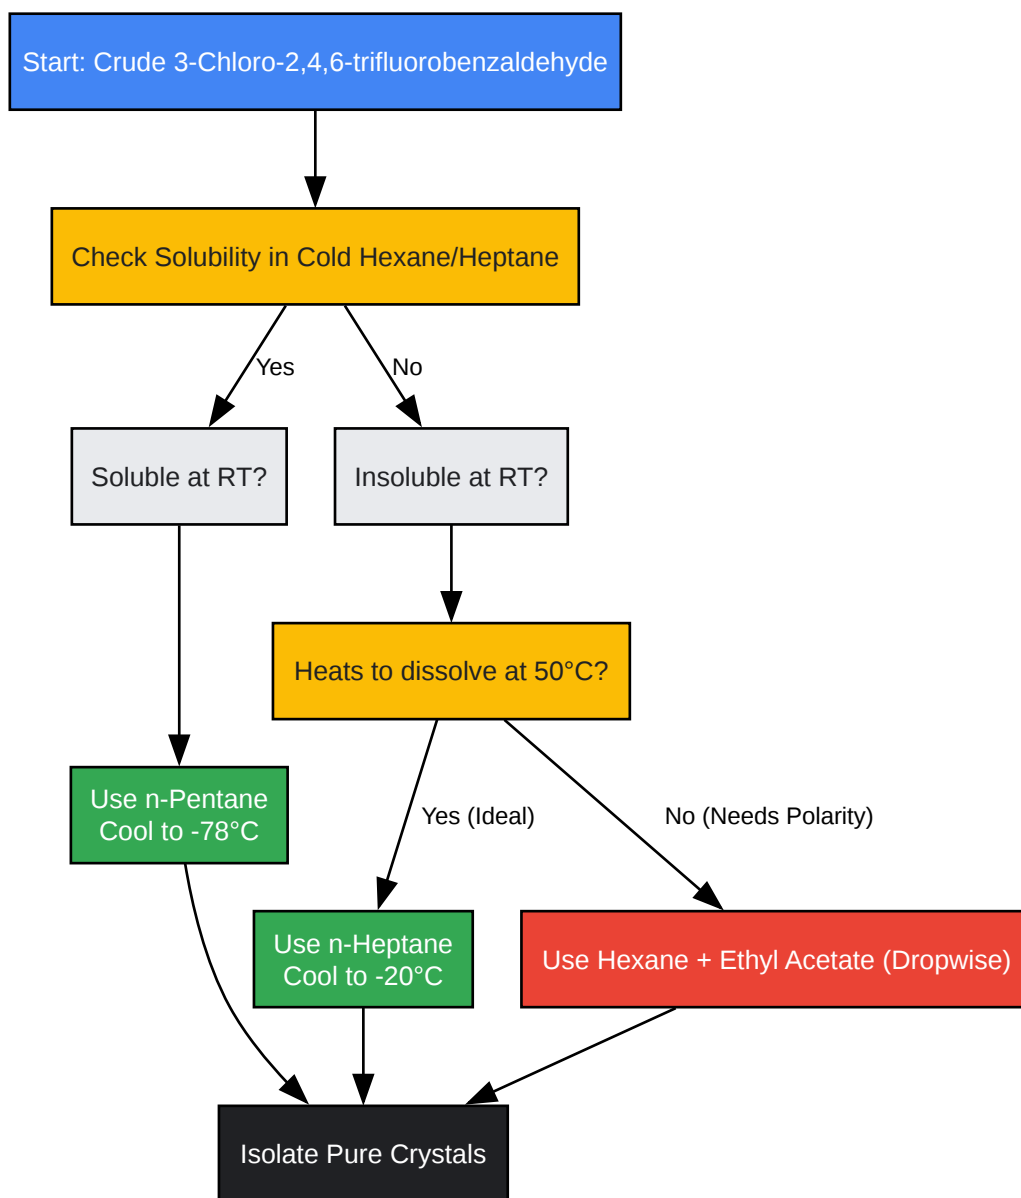 Start: Crude 3-Chloro-2,4,6-trifluorobenzaldehyde
Check Solubility in Cold Hexane/Heptane
Yes
No
Soluble at RT?
Insoluble at RT?
Heats to dissolve at 50°C?
Use n-Pentane
Cool to -78°C
Yes (Ideal)
No (Needs Polarity)
Use n-Heptane
Cool to -20°C
Use Hexane + Ethyl Acetate (Dropwise)
Isolate Pure Crystals